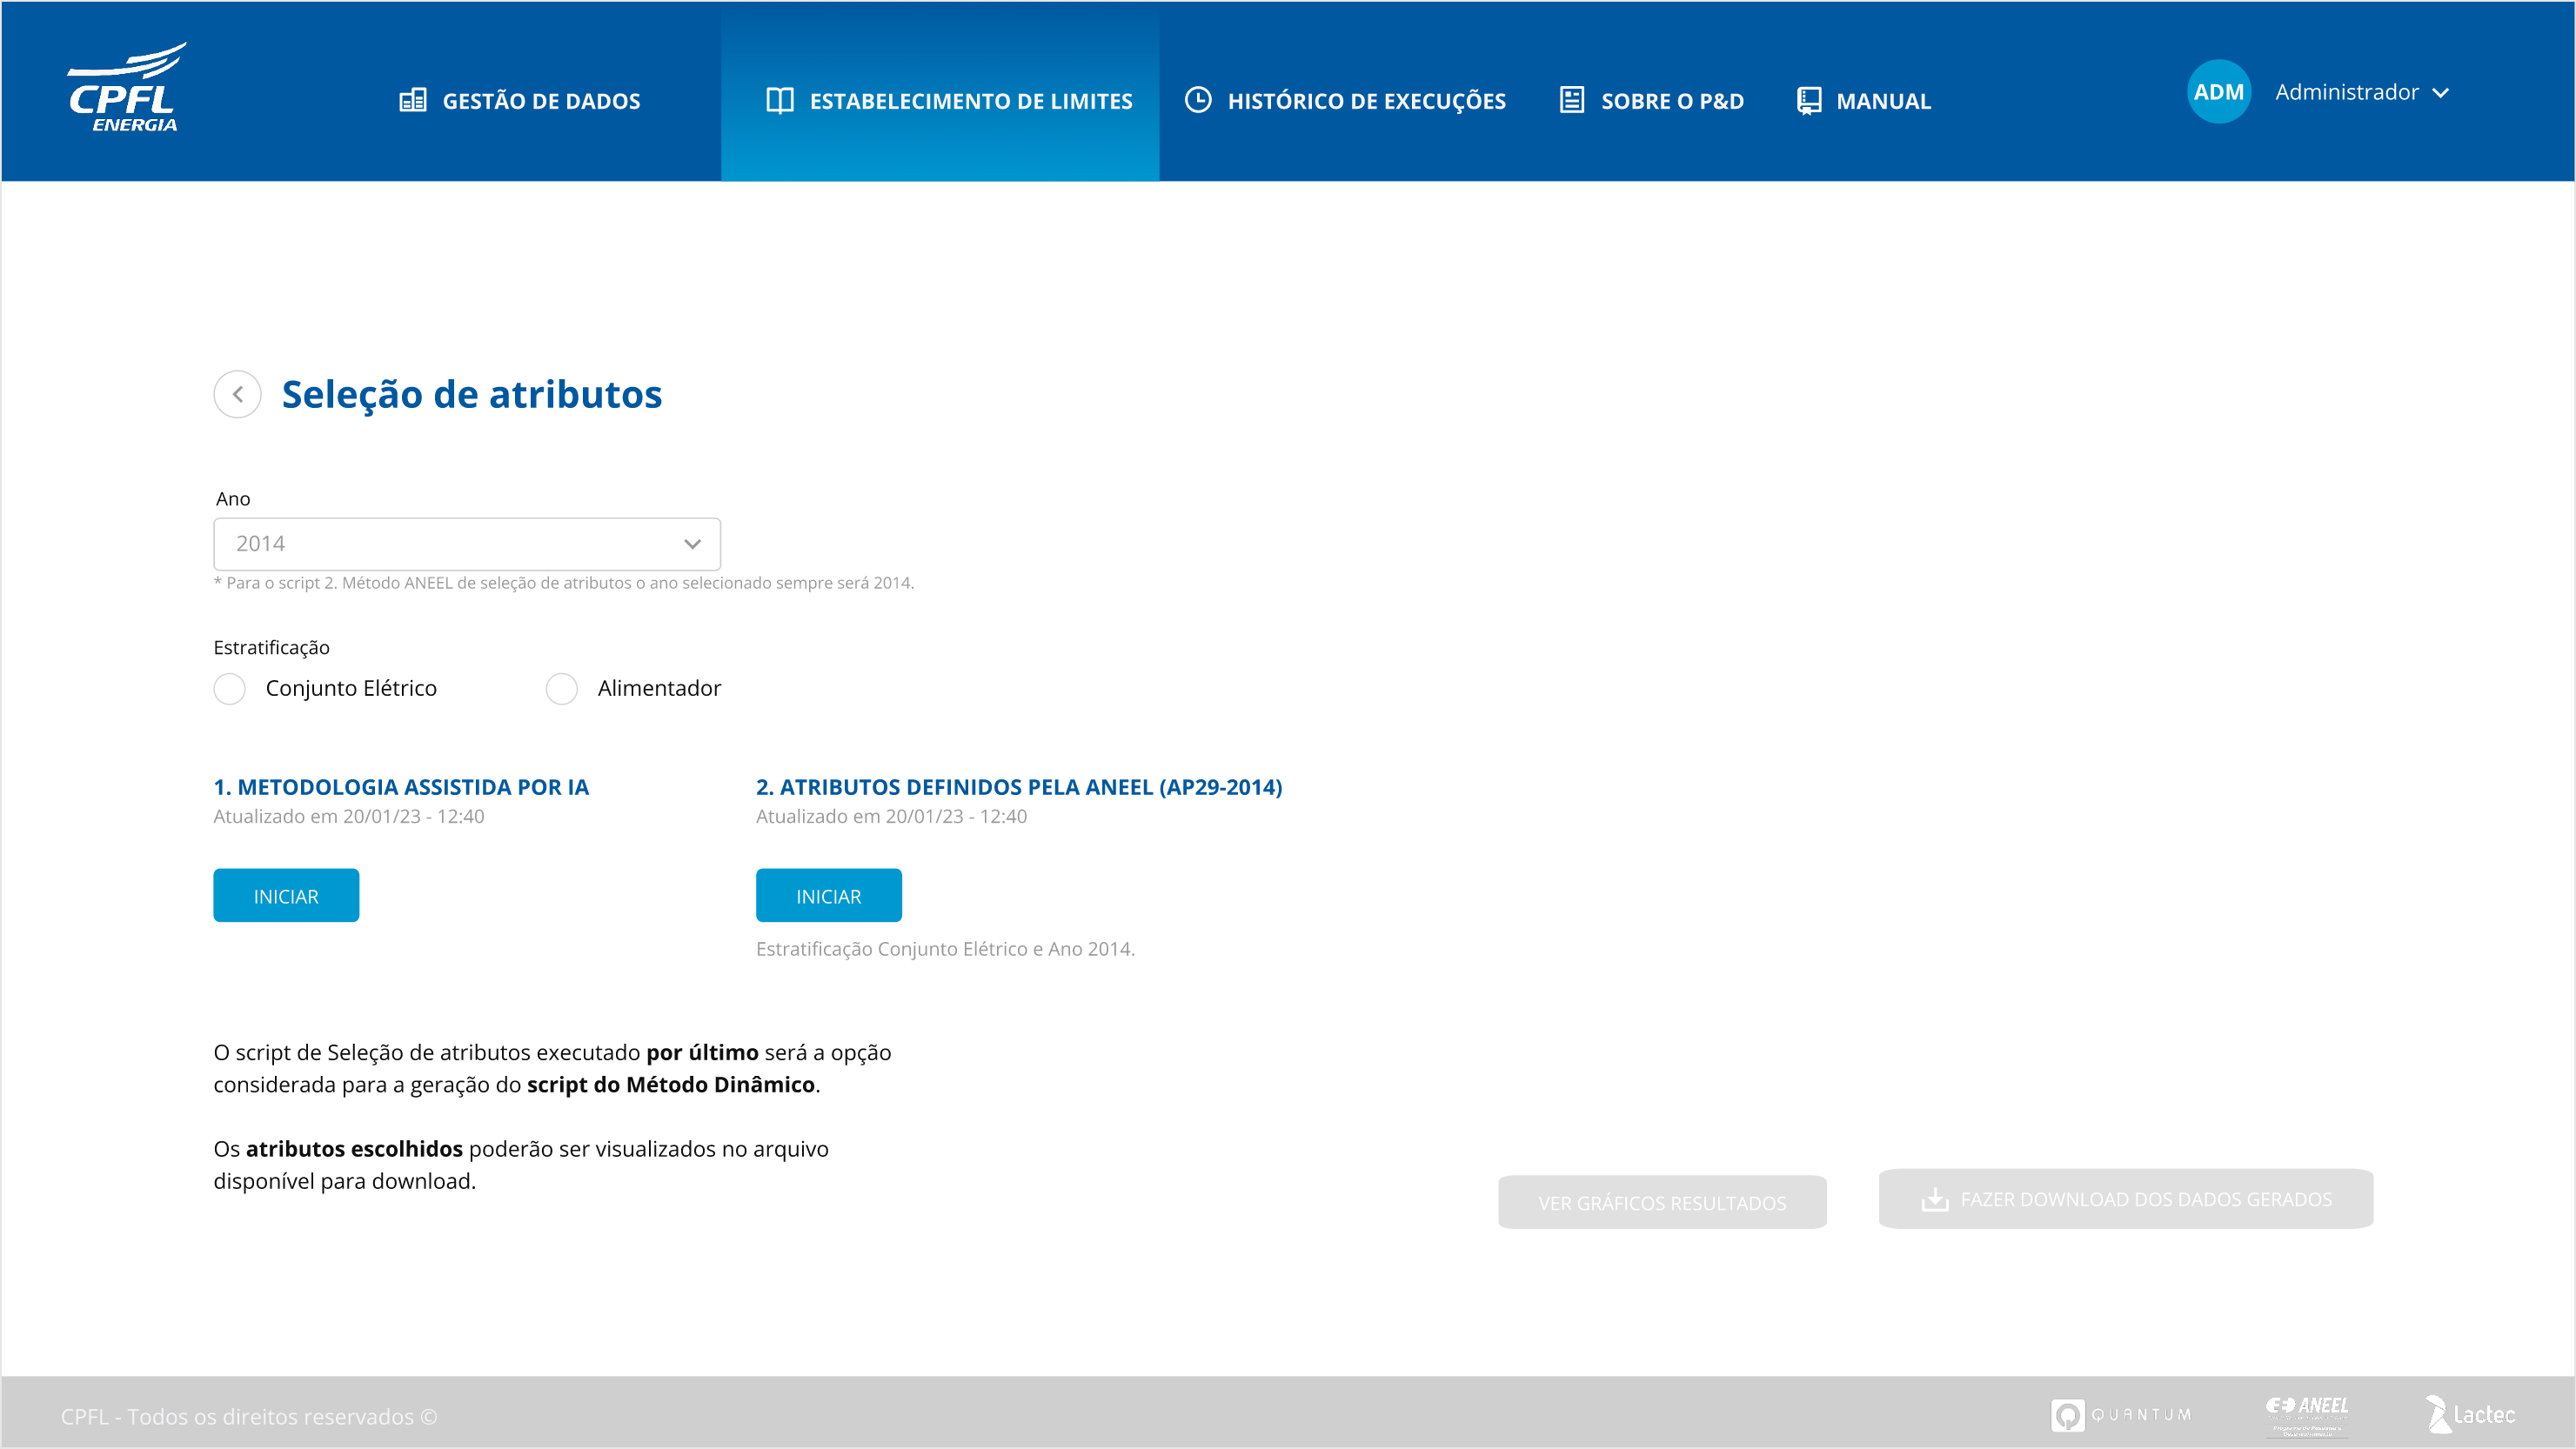 CPFL
ENERGIA
GESTÃO DE DADOS
ESTABELECIMENTO DE LIMITES
HISTÓRICO DE EXECUÇÕES
SOBRE O P&D
MANUAL
ADM
Administrador
Seleção de atributos
Ano
2014
* Para o script 2. Método ANEEL de seleção de atributos o ano selecionado sempre será 2014.
Estratificação
Conjunto Elétrico
Alimentador
1. METODOLOGIA ASSISTIDA POR IA
Atualizado em 20/01/23 - 12:40
INICIAR
2. ATRIBUTOS DEFINIDOS PELA ANEEL (AP29-2014)
Atualizado em 20/01/23 - 12:40
INICIAR
Estratificação Conjunto Elétrico e Ano 2014.
O script de Seleção de atributos executado por último será a opção
considerada para a geração do script do Método Dinâmico.
Os atributos escolhidos poderão ser visualizados no arquivo
disponível para download.
VER GRÁFICOS RESULTADOS
FAZER DOWNLOAD DOS DADOS GERADOS
CPFL - Todos os direitos reservados ©
QUANTUM
ANEEL
Lactec